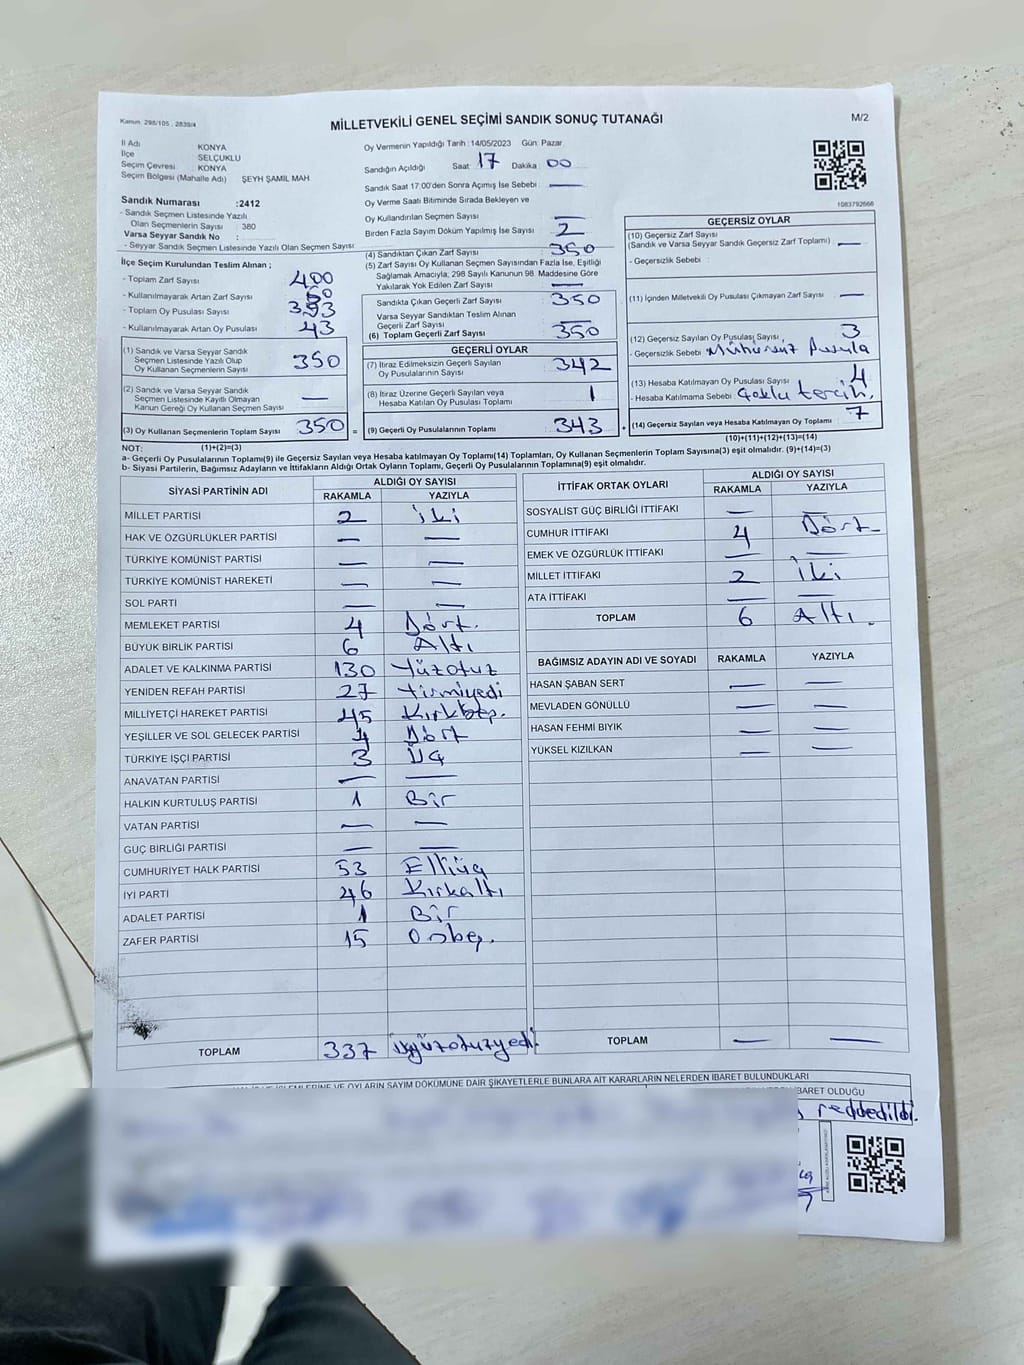 Kanun. 298/105 . 2839/4
MİLLETVEKİLİ GENEL SEÇİMİ SANDIK SONUÇ TUTANAĞI
M/2
İl Adı KONYA
İlçe SELÇUKLU
Seçim Çevresi KONYA
Seçim Bölgesi (Mahalle Adı) ŞEYH ŞAMİL MAH
Sandık Numarası :2412
- Sandık Seçmen Listesinde Yazılı
Olan Seçmenlerin Sayısı : 380
Varsa Seyyar Sandık No :
- Seyyar Sandık Seçmen Listesinde Yazılı Olan Seçmen Sayısı
İlçe Seçim Kurulundan Teslim Alınan ;
- Toplam Zarf Sayısı 400
- Kullanılmayarak Artan Zarf Sayısı 50
- Toplam Oy Pusulası Sayısı 393
- Kullanılmayarak Artan Oy Pusulası 43
(1) Sandık ve Varsa Seyyar Sandık
Seçmen Listesinde Yazılı Olup
Oy Kullanan Seçmenlerin Sayısı 350
(2) Sandık ve Varsa Seyyar Sandık
Seçmen Listesinde Kayıtlı Olmayan
Kanun Gereği Oy Kullanan Seçmen Sayısı —
(3) Oy Kullanan Seçmenlerin Toplam Sayısı 350 =
Oy Vermenin Yapıldığı Tarih : 14/05/2023 Gün: Pazar
Sandığın Açıldığı Saat 17 Dakika 00
Sandık Saat 17:00'den Sonra Açımış İse Sebebi —
Oy Verme Saati Bitiminde Sırada Bekleyen ve
Oy Kullandırılan Seçmen Sayısı —
Birden Fazla Sayım Döküm Yapılmış İse Sayısı 2
(4) Sandıktan Çıkan Zarf Sayısı 350
(5) Zarf Sayısı Oy Kullanan Seçmen Sayısından Fazla İse, Eşitliği
Sağlamak Amacıyla; 298 Sayılı Kanunun 98. Maddesine Göre
Yakılarak Yok Edilen Zarf Sayısı —
Sandıkta Çıkan Geçerli Zarf Sayısı 350
Varsa Seyyar Sandıktan Teslim Alınan
Geçerli Zarf Sayısı —
(6) Toplam Geçerli Zarf Sayısı 350
GEÇERLİ OYLAR
(7) İtiraz Edilmeksizin Geçerli Sayılan
Oy Pusulalarının Sayısı 342
(8) İtiraz Üzerine Geçerli Sayılan veya
Hesaba Katılan Oy Pusulası Toplamı 1
(9) Geçerli Oy Pusulalarının Toplamı 343
1083792666
GEÇERSİZ OYLAR
(10) Geçersiz Zarf Sayısı
(Sandık ve Varsa Seyyar Sandık Geçersiz Zarf Toplamı) —
- Geçersizlik Sebebi :
(11) İçinden Milletvekili Oy Pusulası Çıkmayan Zarf Sayısı —
(12) Geçersiz Sayılan Oy Pusulası Sayısı 3
- Geçersizlik Sebebi Mühürsüz Pusula
(13) Hesaba Katılmayan Oy Pusulası Sayısı 4
- Hesaba Katılmama Sebebi Çoklu tercih.
(14) Geçersiz Sayılan veya Hesaba Katılmayan Oy Toplamı 7
(10)+(11)+(12)+(13)=(14)
NOT: (1)+(2)=(3)
a- Geçerli Oy Pusulalarının Toplamı(9) ile Geçersiz Sayılan veya Hesaba katılmayan Oy Toplamı(14) Toplamları, Oy Kullanan Seçmenlerin Toplam Sayısına(3) eşit olmalıdır. (9)+(14)=(3)
b- Siyasi Partilerin, Bağımsız Adayların ve İttifakların Aldığı Ortak Oyların Toplamı, Geçerli Oy Pusulalarının Toplamına(9) eşit olmalıdır.
SİYASİ PARTİNİN ADI ALDIĞI OY SAYISI
RAKAMLA YAZIYLA
MİLLET PARTİSİ 2 iki
HAK VE ÖZGÜRLÜKLER PARTİSİ — —
TÜRKİYE KOMÜNİST PARTİSİ — —
TÜRKİYE KOMÜNİST HAREKETİ — —
SOL PARTİ — —
MEMLEKET PARTİSİ 4 Dört.
BÜYÜK BİRLİK PARTİSİ 6 Altı
ADALET VE KALKINMA PARTİSİ 130 Yüzotuz
YENİDEN REFAH PARTİSİ 27 Yirmiyedi
MİLLİYETÇİ HAREKET PARTİSİ 45 Kırkbeş.
YEŞİLLER VE SOL GELECEK PARTİSİ 4 Dört
TÜRKİYE İŞÇİ PARTİSİ 3 Üç
ANAVATAN PARTİSİ — —
HALKIN KURTULUŞ PARTİSİ 1 Bir
VATAN PARTİSİ — —
GÜÇ BİRLİĞİ PARTİSİ — —
CUMHURİYET HALK PARTİSİ 53 Elliüç
İYİ PARTİ 46 Kırkaltı
ADALET PARTİSİ 1 Bir
ZAFER PARTİSİ 15 Onbeş.
TOPLAM 337 üçyüzotuzyedi.
İTTİFAK ORTAK OYLARI ALDIĞI OY SAYISI
RAKAMLA YAZIYLA
SOSYALİST GÜÇ BİRLİĞİ İTTİFAKI — —
CUMHUR İTTİFAKI 4 Dört
EMEK VE ÖZGÜRLÜK İTTİFAKI — —
MİLLET İTTİFAKI 2 İki
ATA İTTİFAKI — —
TOPLAM 6 Altı.
BAĞIMSIZ ADAYIN ADI VE SOYADI RAKAMLA YAZIYLA
HASAN ŞABAN SERT — —
MEVLADEN GÖNÜLLÜ — —
HASAN FEHMİ BIYIK — —
YÜKSEL KIZILKAN — —
TOPLAM — —
VE OYLARIN SAYIM DÖKÜMÜNE DAİR ŞİKAYETLERLE BUNLARA AİT KARARLARIN NELERDEN İBARET BULUNDUKLARI
İBARET OLDUĞU
reddedildi.